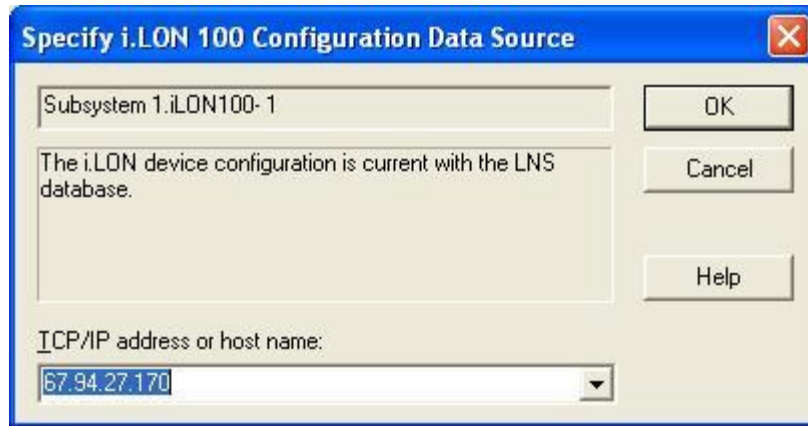 Specify i.LON 100 Configuration Data Source
Subsystem 1.iLON100- 1
OK
The i.LON device configuration is current with the LNS
database.
Cancel
Help
TCP/IP address or host name:
67.94.27.170